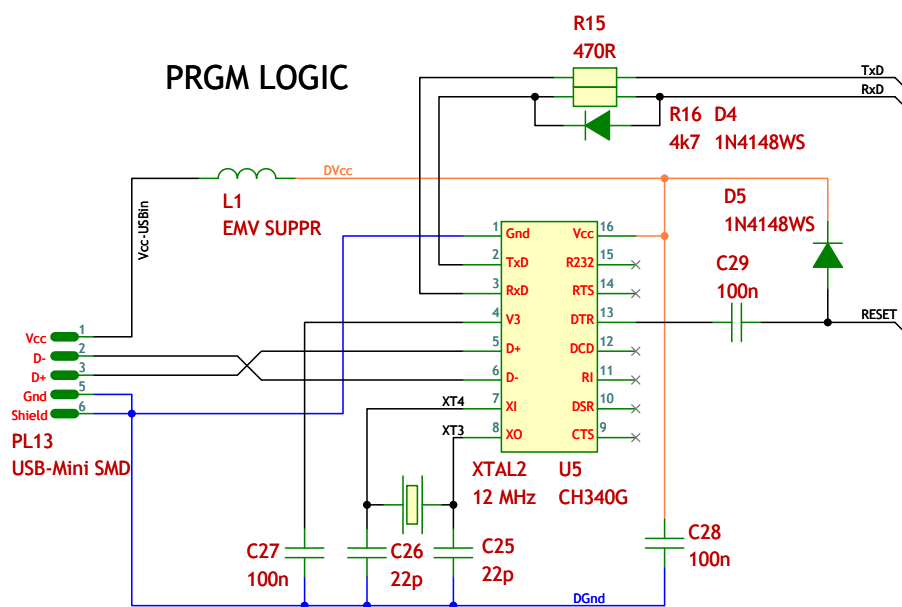 R15
470R
PRGM LOGIC
TxD
RxD
R16 D4
4k7 1N4148WS
DVcc
L1
EMV SUPPR
Vcc-USBin
D5
1N4148WS
1 Gnd Vcc 16
2 TxD R232 15
3 RxD RTS 14
4 V3 DTR 13
5 D+ DCD 12
6 D- RI 11
7 XI DSR 10
8 XO CTS 9
C29
100n
RESET
Vcc 1
D- 2
D+ 3
Gnd 5
Shield 6
PL13
USB-Mini SMD
XT4
XT3
XTAL2
12 MHz
U5
CH340G
C27
100n
C26
22p
C25
22p
C28
100n
DGnd